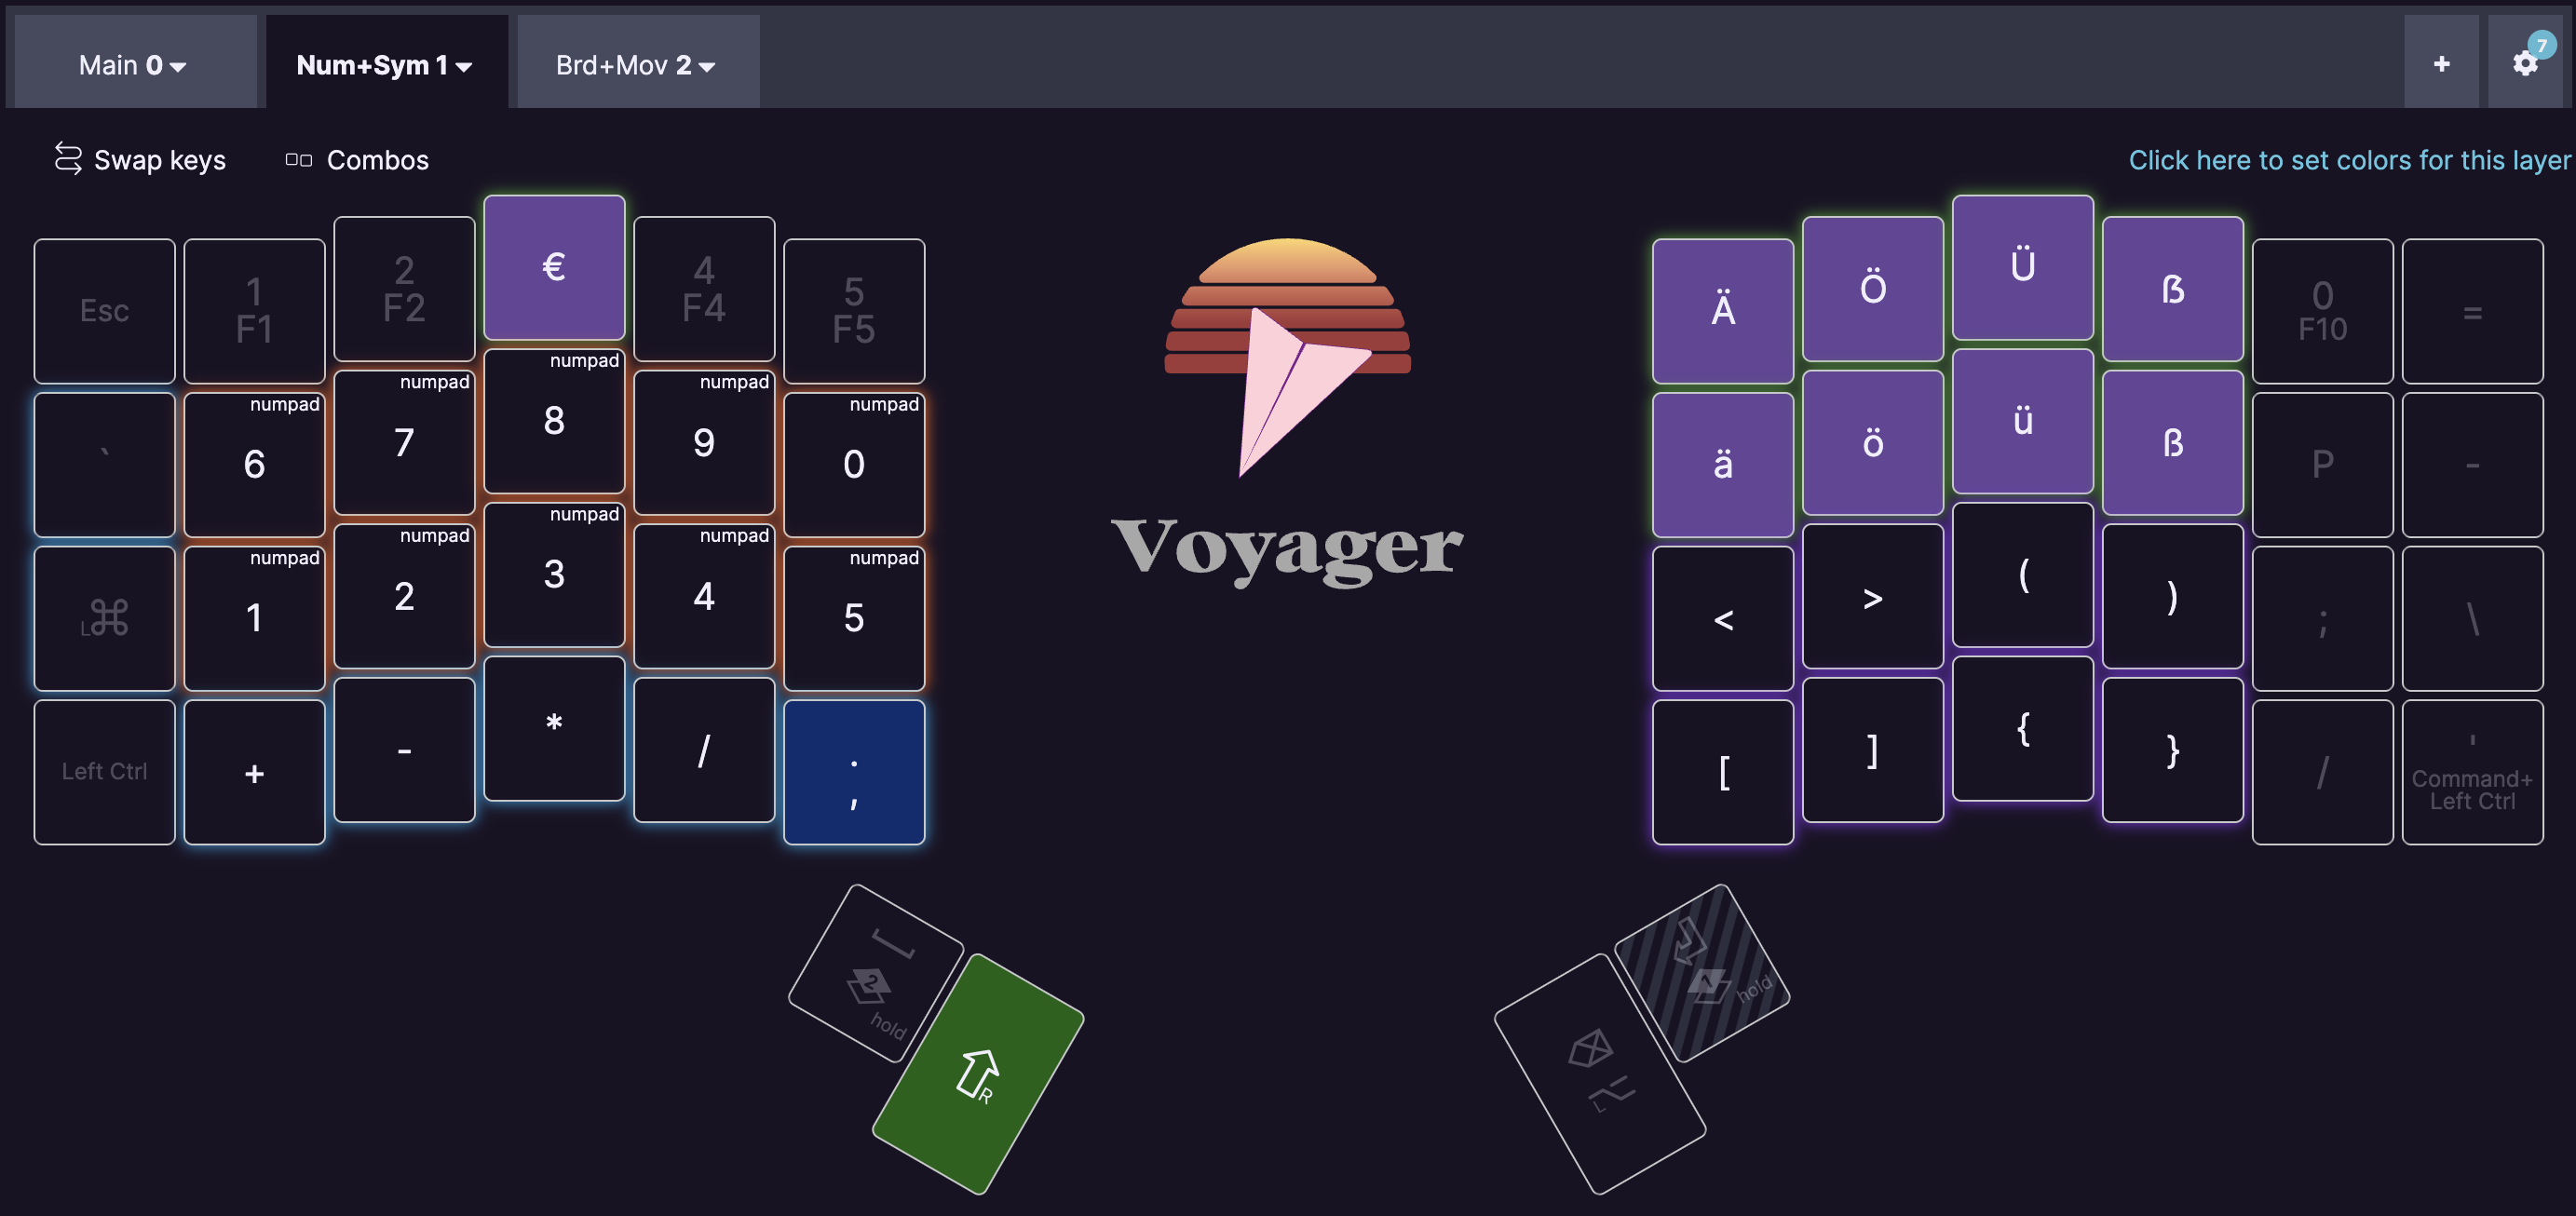 Main 0
Num+Sym 1
Brd+Mov 2
+
7
Swap keys
Combos
Click here to set colors for this layer
Esc
1
F1
2
F2
€
4
F4
5
F5
Ä
Ö
Ü
ß
0
F10
=
`
numpad
6
numpad
7
numpad
8
numpad
9
numpad
0
ä
ö
ü
ß
P
-
L⌘
numpad
1
numpad
2
numpad
3
numpad
4
numpad
5
Voyager
<
>
(
)
;
\
Left Ctrl
+
-
*
/
:
;
[
]
{
}
/
'
Command+
Left Ctrl
2
hold
R
1
hold
L